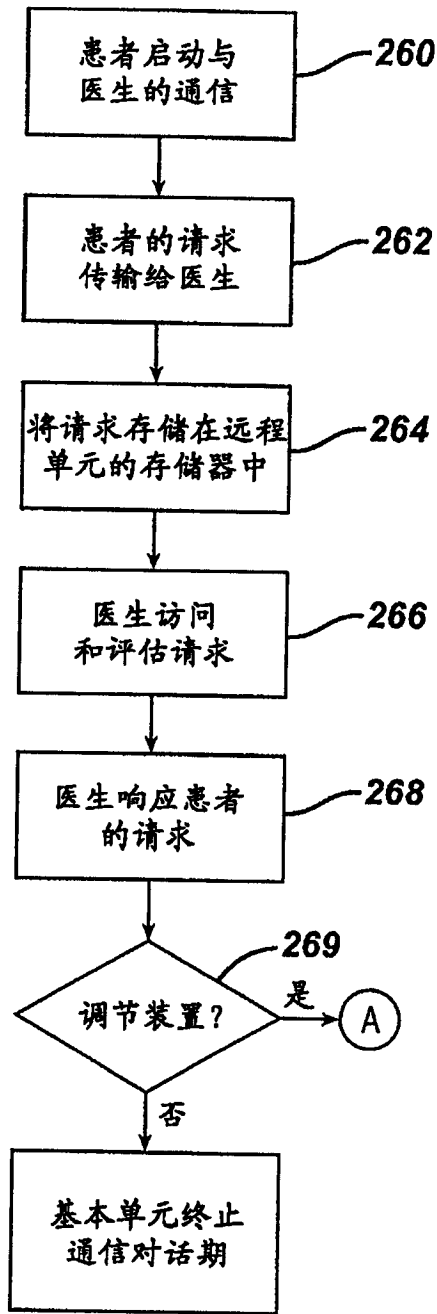 患者启动与
医生的通信
260
患者的请求
传输给医生
262
将请求存储在远程
单元的存储器中
264
医生访问
和评估请求
266
医生响应患者
的请求
268
269
调节装置?
是
A
否
基本单元终止
通信对话期